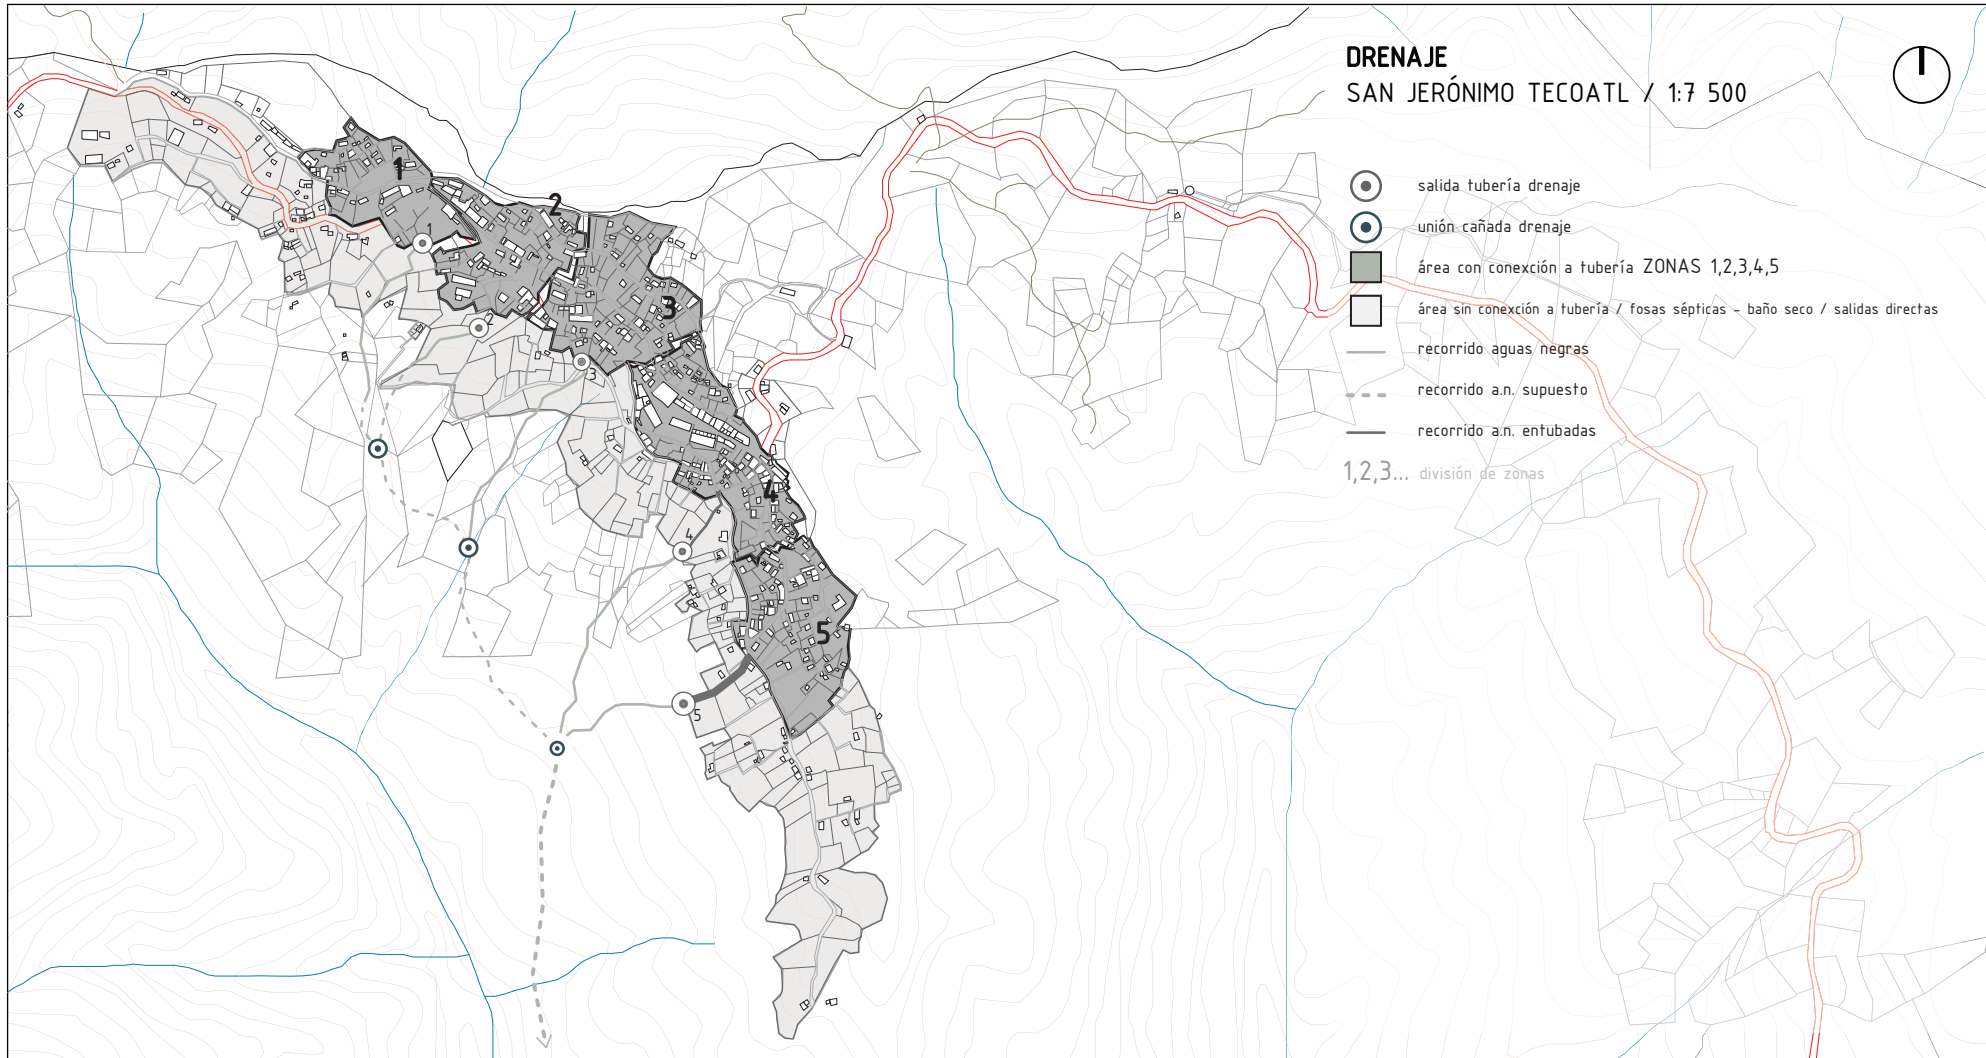 DRENAJE
SAN JERÓNIMO TECOATL / 1:7 500
salida tubería drenaje
unión cañada drenaje
área con conexción a tubería ZONAS 1,2,3,4,5
área sin conexción a tubería / fosas sépticas - baño seco / salidas directas
recorrido aguas negras
recorrido a.n. supuesto
recorrido a.n. entubadas
1,2,3... división de zonas
1
2
1
3
2
3
4
4
5
5